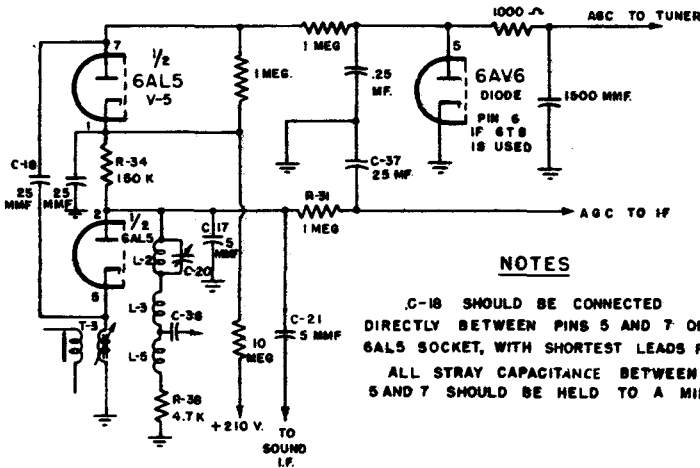 1000 Ω
AGC TO TUNER
7
1/2
6AL5
V-5
1 MEG
1 MEG.
.25
MF.
5
6AV6
DIODE
PIN 6
IF 6T8
IS USED
1500 MMF.
1
C-18
25
MMF
25
MMF
R-34
150 K
C-37
25 MF.
R-31
1 MEG
AGC TO I-F
2
1/2
6AL5
C-17
5
MMF
L-2
C-20
5
T-3
L-3
C-36
L-5
R-38
4.7 K
10
MEG
C-21
5 MMF
+210 V.
TO
SOUND
I.F.
NOTES
C-18 SHOULD BE CONNECTED
DIRECTLY BETWEEN PINS 5 AND 7 OF
6AL5 SOCKET, WITH SHORTEST LEADS
ALL STRAY CAPACITANCE BETWEEN
5 AND 7 SHOULD BE HELD TO A